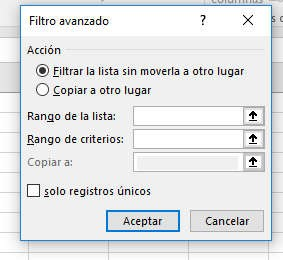 Filtro avanzado ? ×
Acción
Filtrar la lista sin moverla a otro lugar
Copiar a otro lugar
Rango de la lista:
Rango de criterios:
Copiar a:
solo registros únicos
Aceptar Cancelar